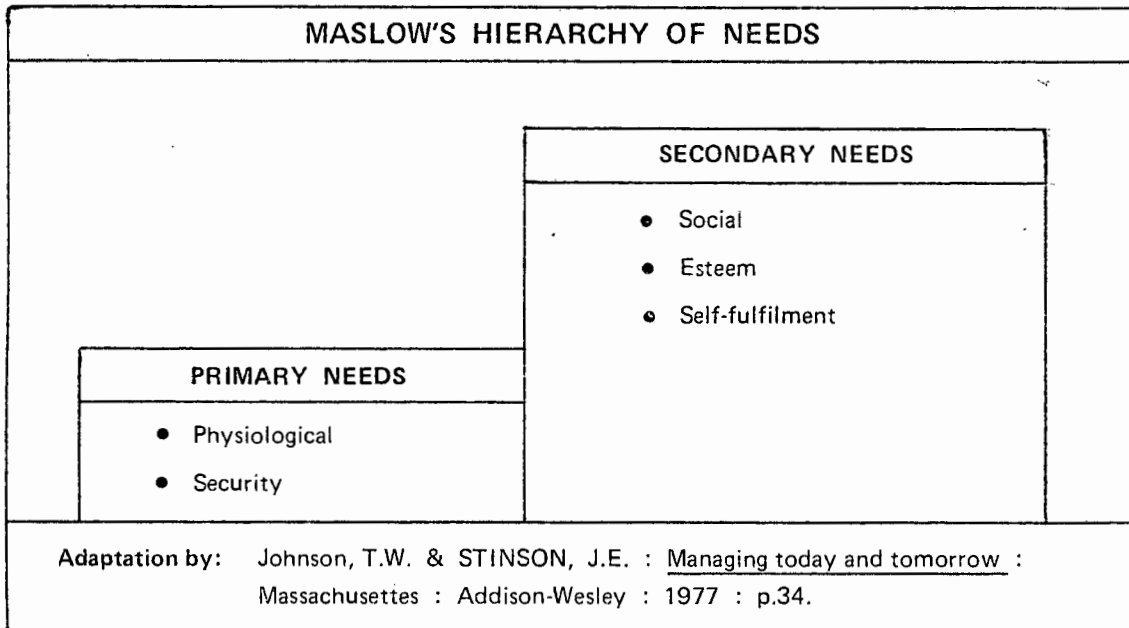 MASLOW'S HIERARCHY OF NEEDS
SECONDARY NEEDS
• Social
• Esteem
• Self-fulfilment
PRIMARY NEEDS
• Physiological
• Security
Adaptation by: Johnson, T.W. & STINSON, J.E. : Managing today and tomorrow :
Massachusettes : Addison-Wesley : 1977 : p.34.